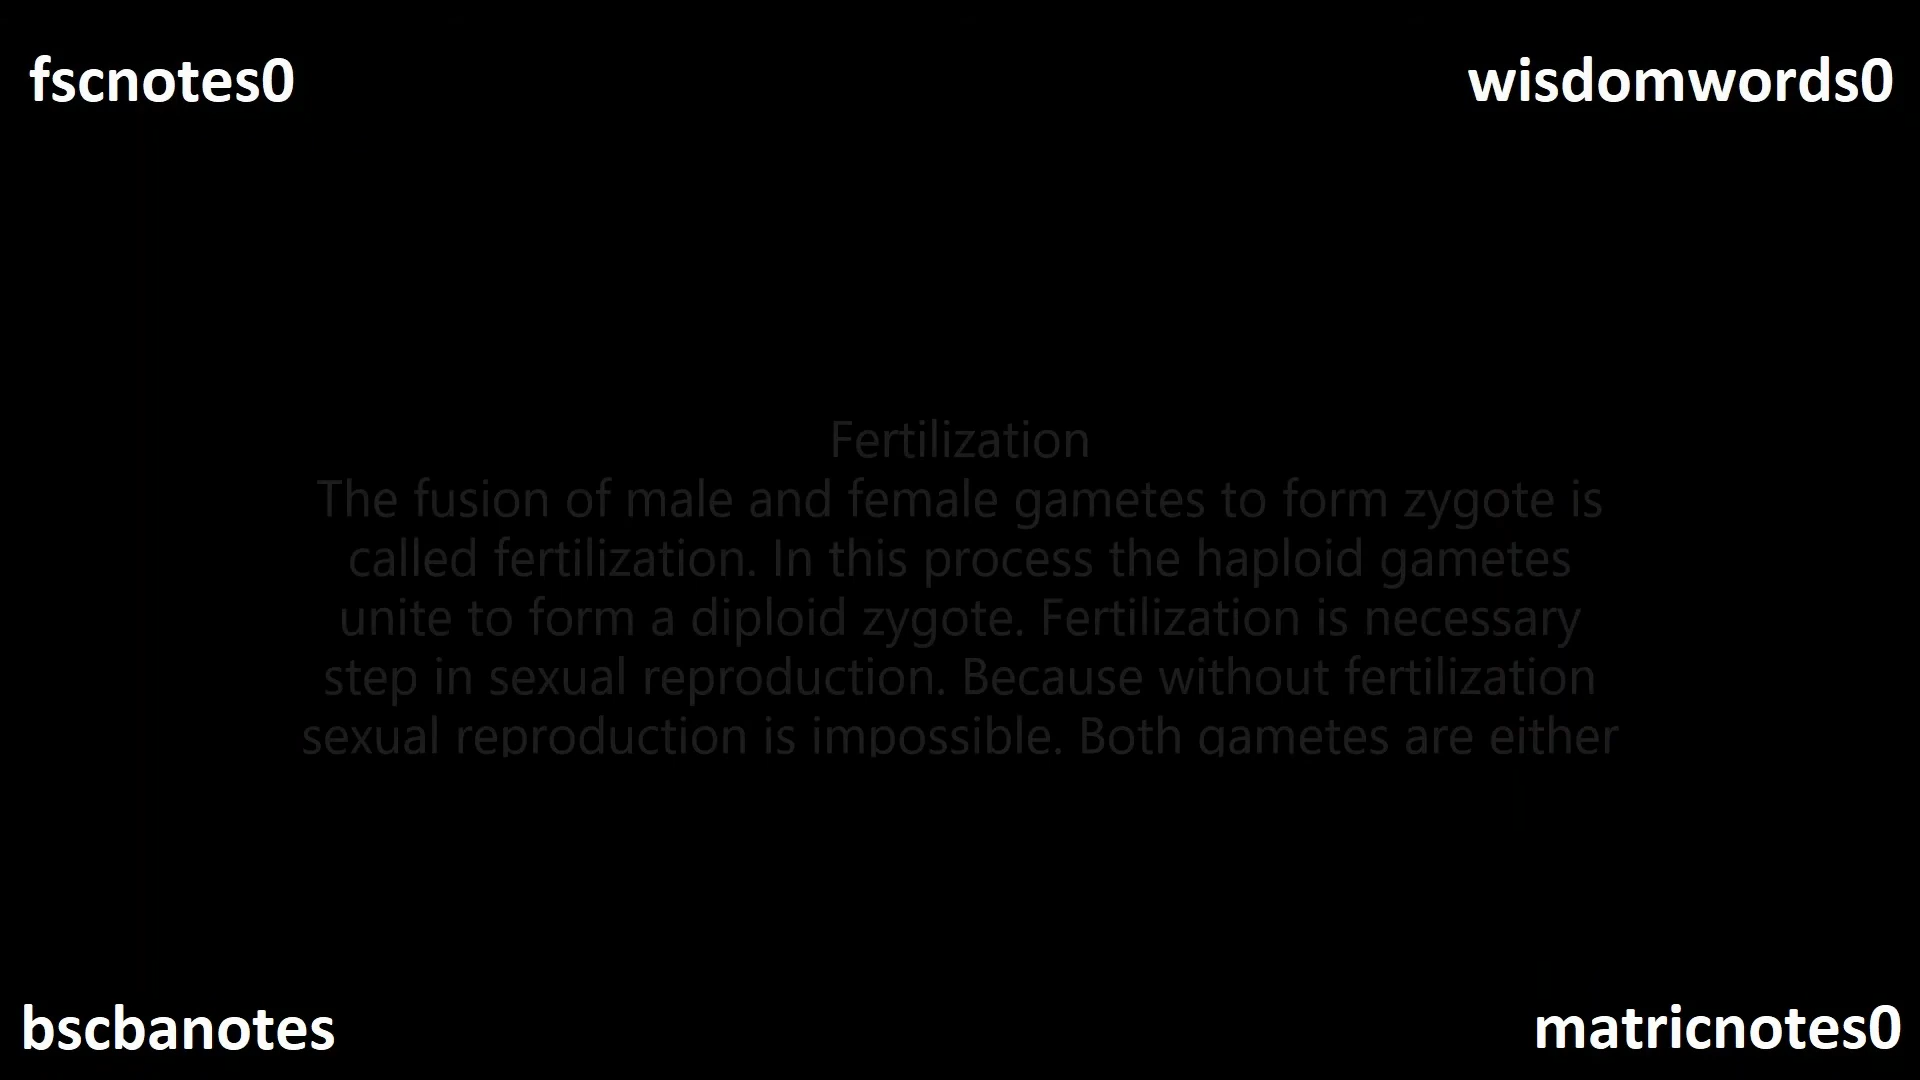 fscnotes0
wisdomwords0
Fertilization
The fusion of male and female gametes to form zygote is
called fertilization. In this process the haploid gametes
unite to form a diploid zygote. Fertilization is necessary
step in sexual reproduction. Because without fertilization
sexual reproduction is impossible. Both gametes are either
bscbanotes
matricnotes0